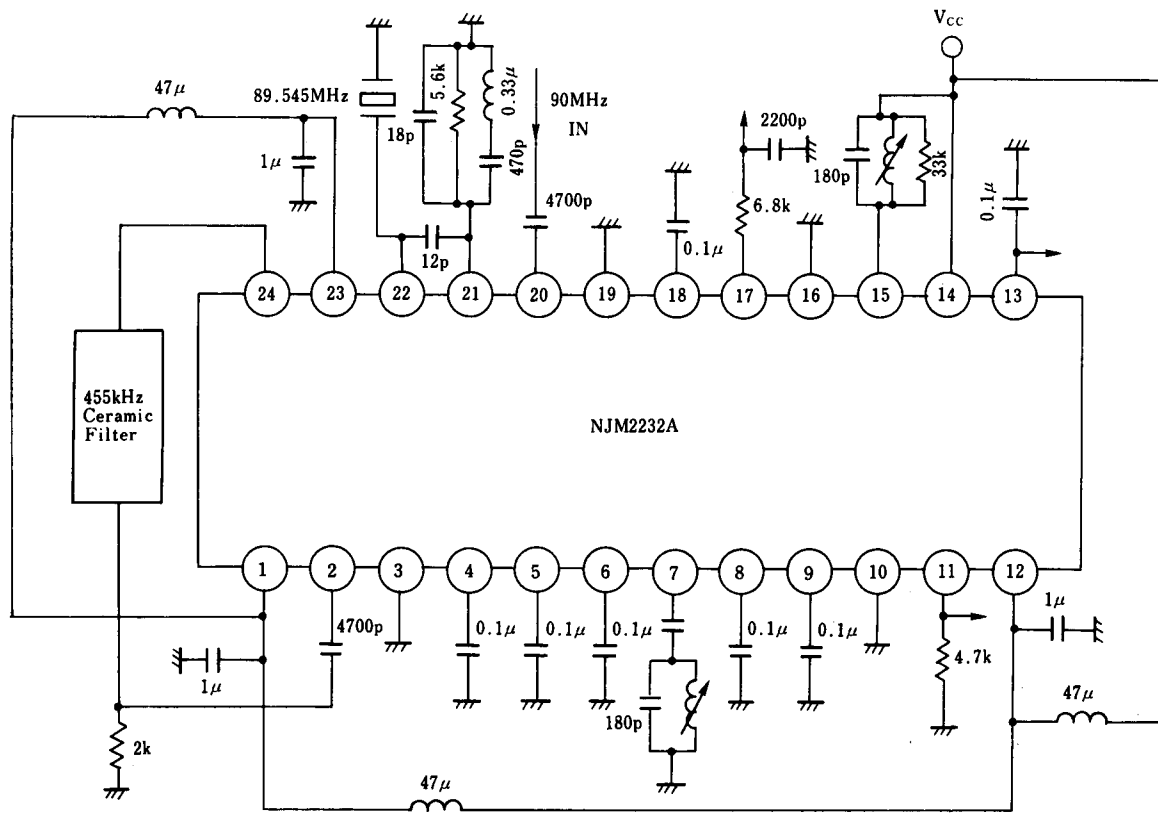 Vcc
47μ
89.545MHz
5.6k
0.33μ
90MHz
IN
2200p
1μ
18p
470p
180p
33k
0.1μ
6.8k
4700p
0.1μ
12p
24
23
22
21
20
19
18
17
16
15
14
13
455kHz
Ceramic
Filter
NJM2232A
1
2
3
4
5
6
7
8
9
10
11
12
4700p
0.1μ
0.1μ
0.1μ
0.1μ
0.1μ
1μ
1μ
4.7k
180p
47μ
2k
47μ